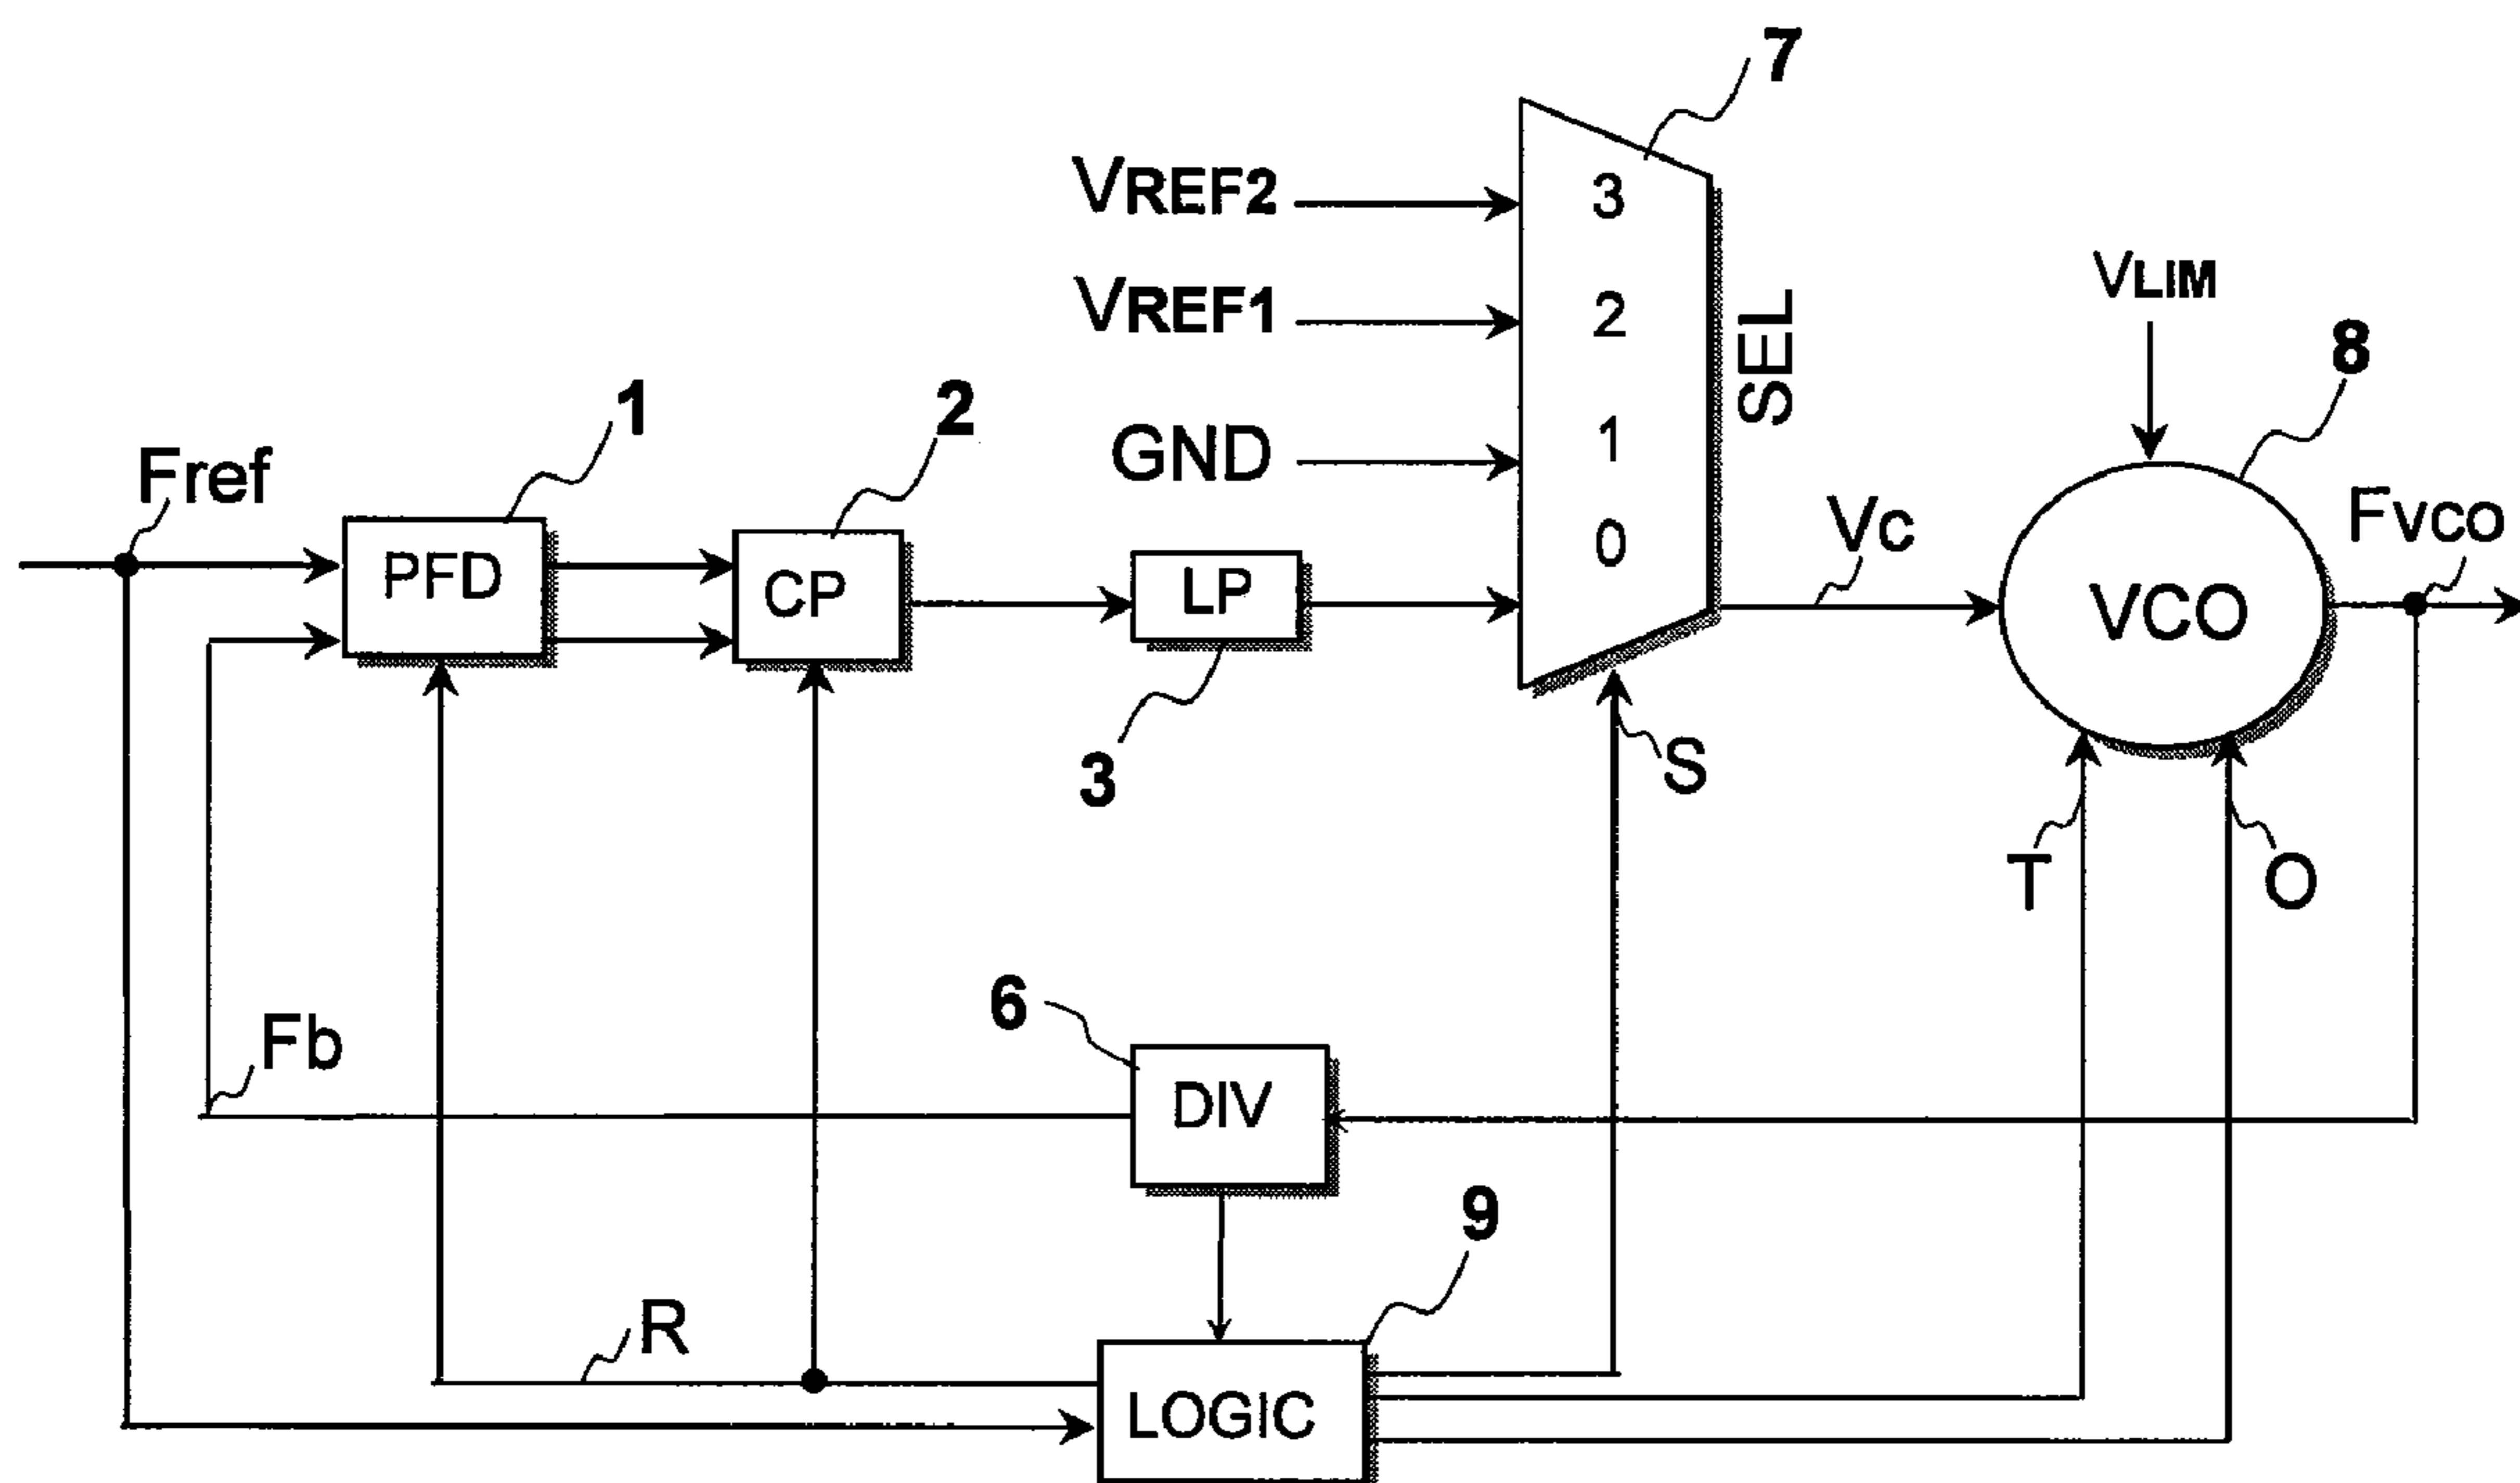 7
VREF2
3
VREF1
2
SEL
VLIM
8
1
2
GND
1
Fref
0
Vc
Fvco
PFD
CP
LP
VCO
3
S
T
O
6
Fb
DIV
9
R
LOGIC